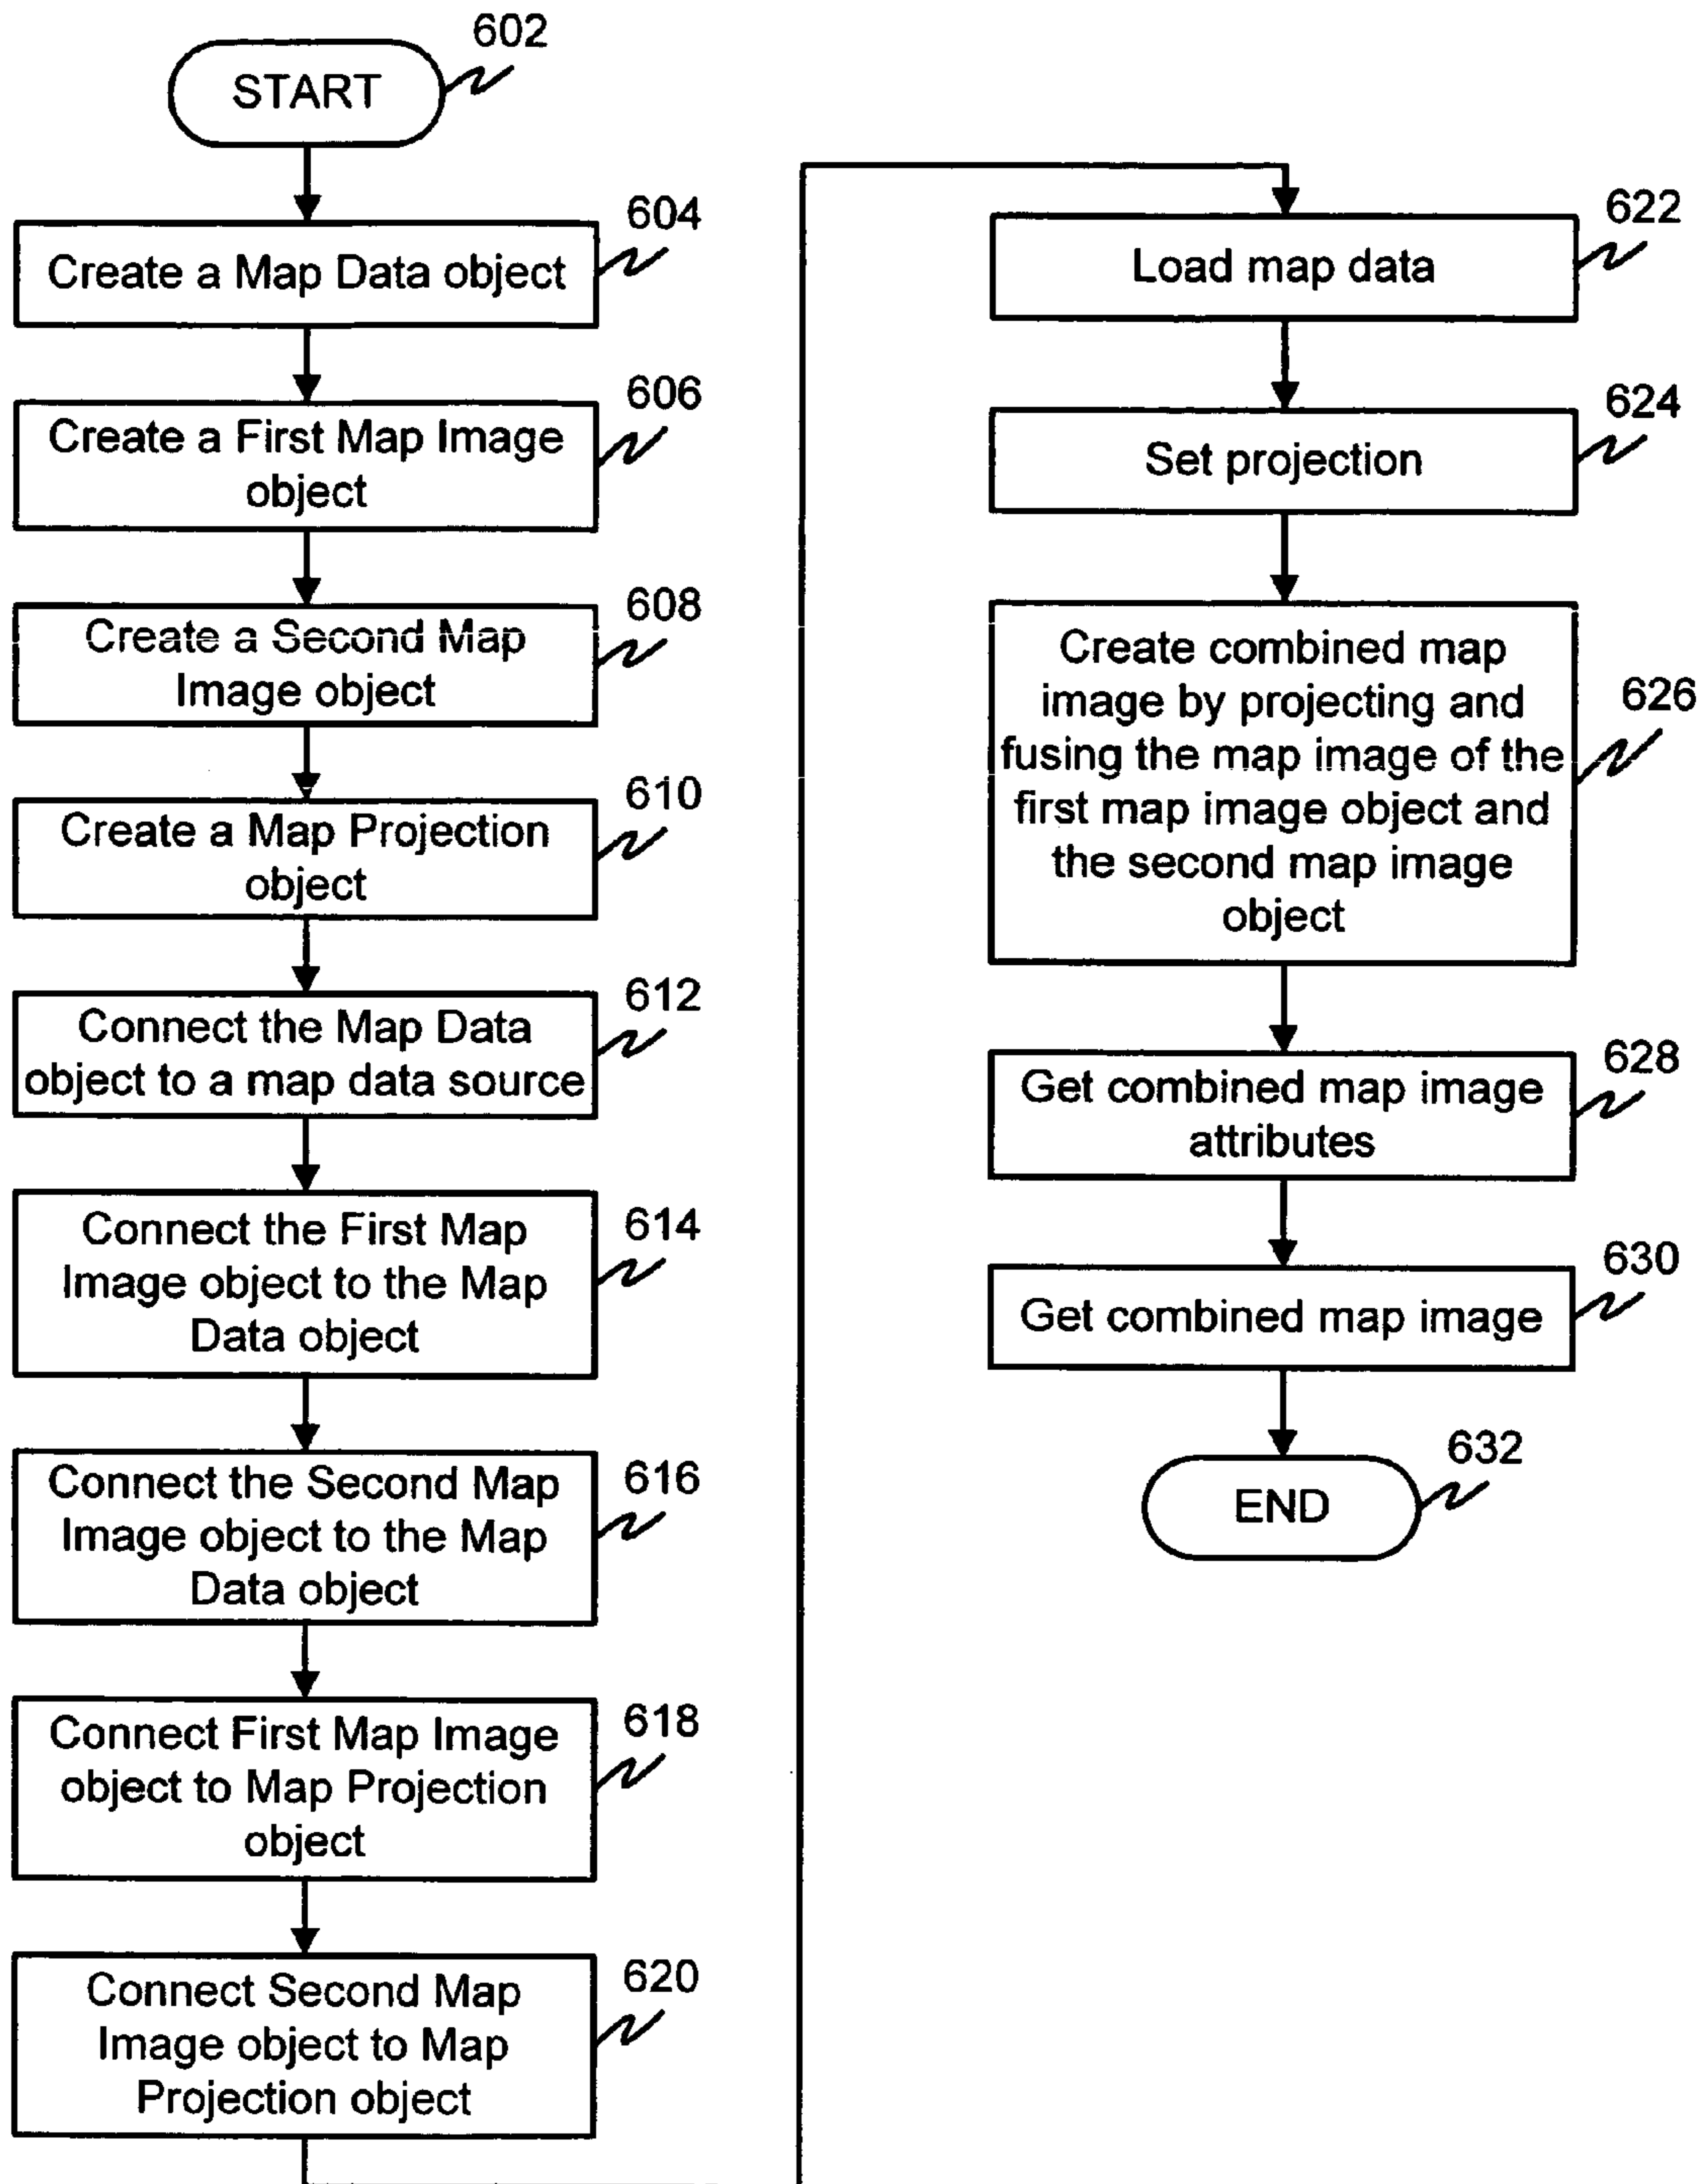 602
START
604
Create a Map Data object
606
Create a First Map Image
object
608
Create a Second Map
Image object
610
Create a Map Projection
object
612
Connect the Map Data
object to a map data source
614
Connect the First Map
Image object to the Map
Data object
616
Connect the Second Map
Image object to the Map
Data object
618
Connect First Map Image
object to Map Projection
object
620
Connect Second Map
Image object to Map
Projection object
622
Load map data
624
Set projection
626
Create combined map
image by projecting and
fusing the map image of the
first map image object and
the second map image
object
628
Get combined map image
attributes
630
Get combined map image
632
END